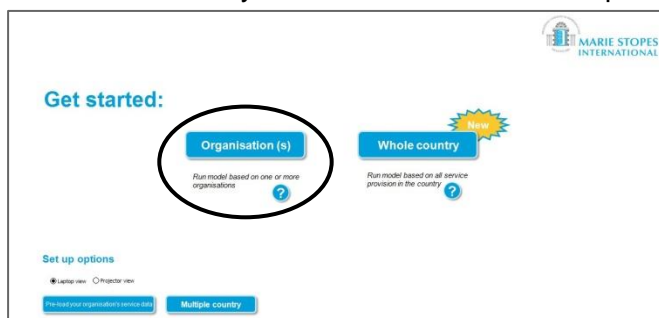 MARIE STOPES
INTERNATIONAL
Get started:
New
Organisation (s)
Whole country
Run model based on one or more
organisations
?
Run model based on all service
provision in the country
?
Set up options
Laptop view
Projector view
Pre-load your organisation's service data
Multiple country